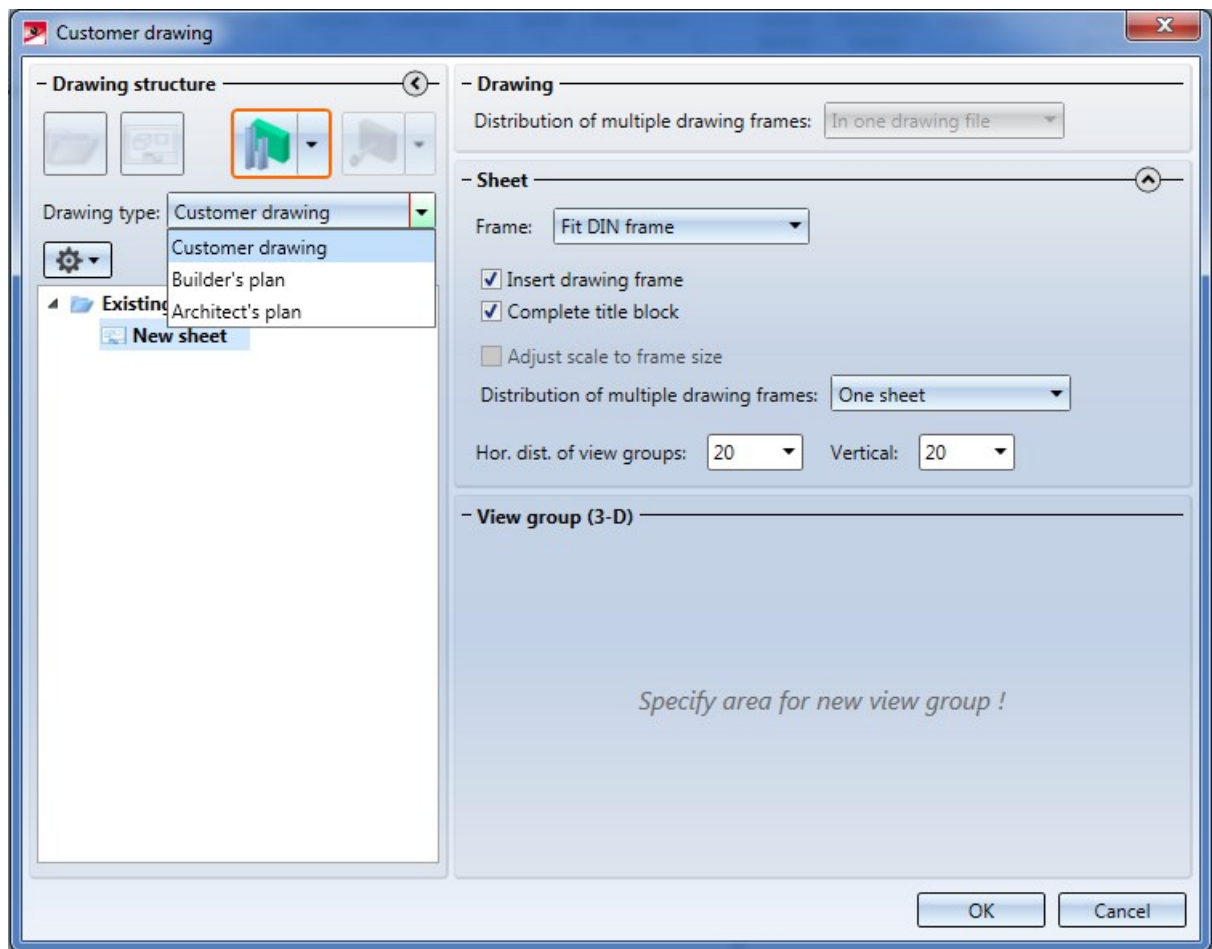 Customer drawing
Drawing structure
Drawing type: Customer drawing
Customer drawing
Builder's plan
Architect's plan
Existing
New sheet
Drawing
Distribution of multiple drawing frames: In one drawing file
Sheet
Frame: Fit DIN frame
Insert drawing frame
Complete title block
Adjust scale to frame size
Distribution of multiple drawing frames: One sheet
Hor. dist. of view groups: 20 Vertical: 20
View group (3-D)
Specify area for new view group !
OK Cancel